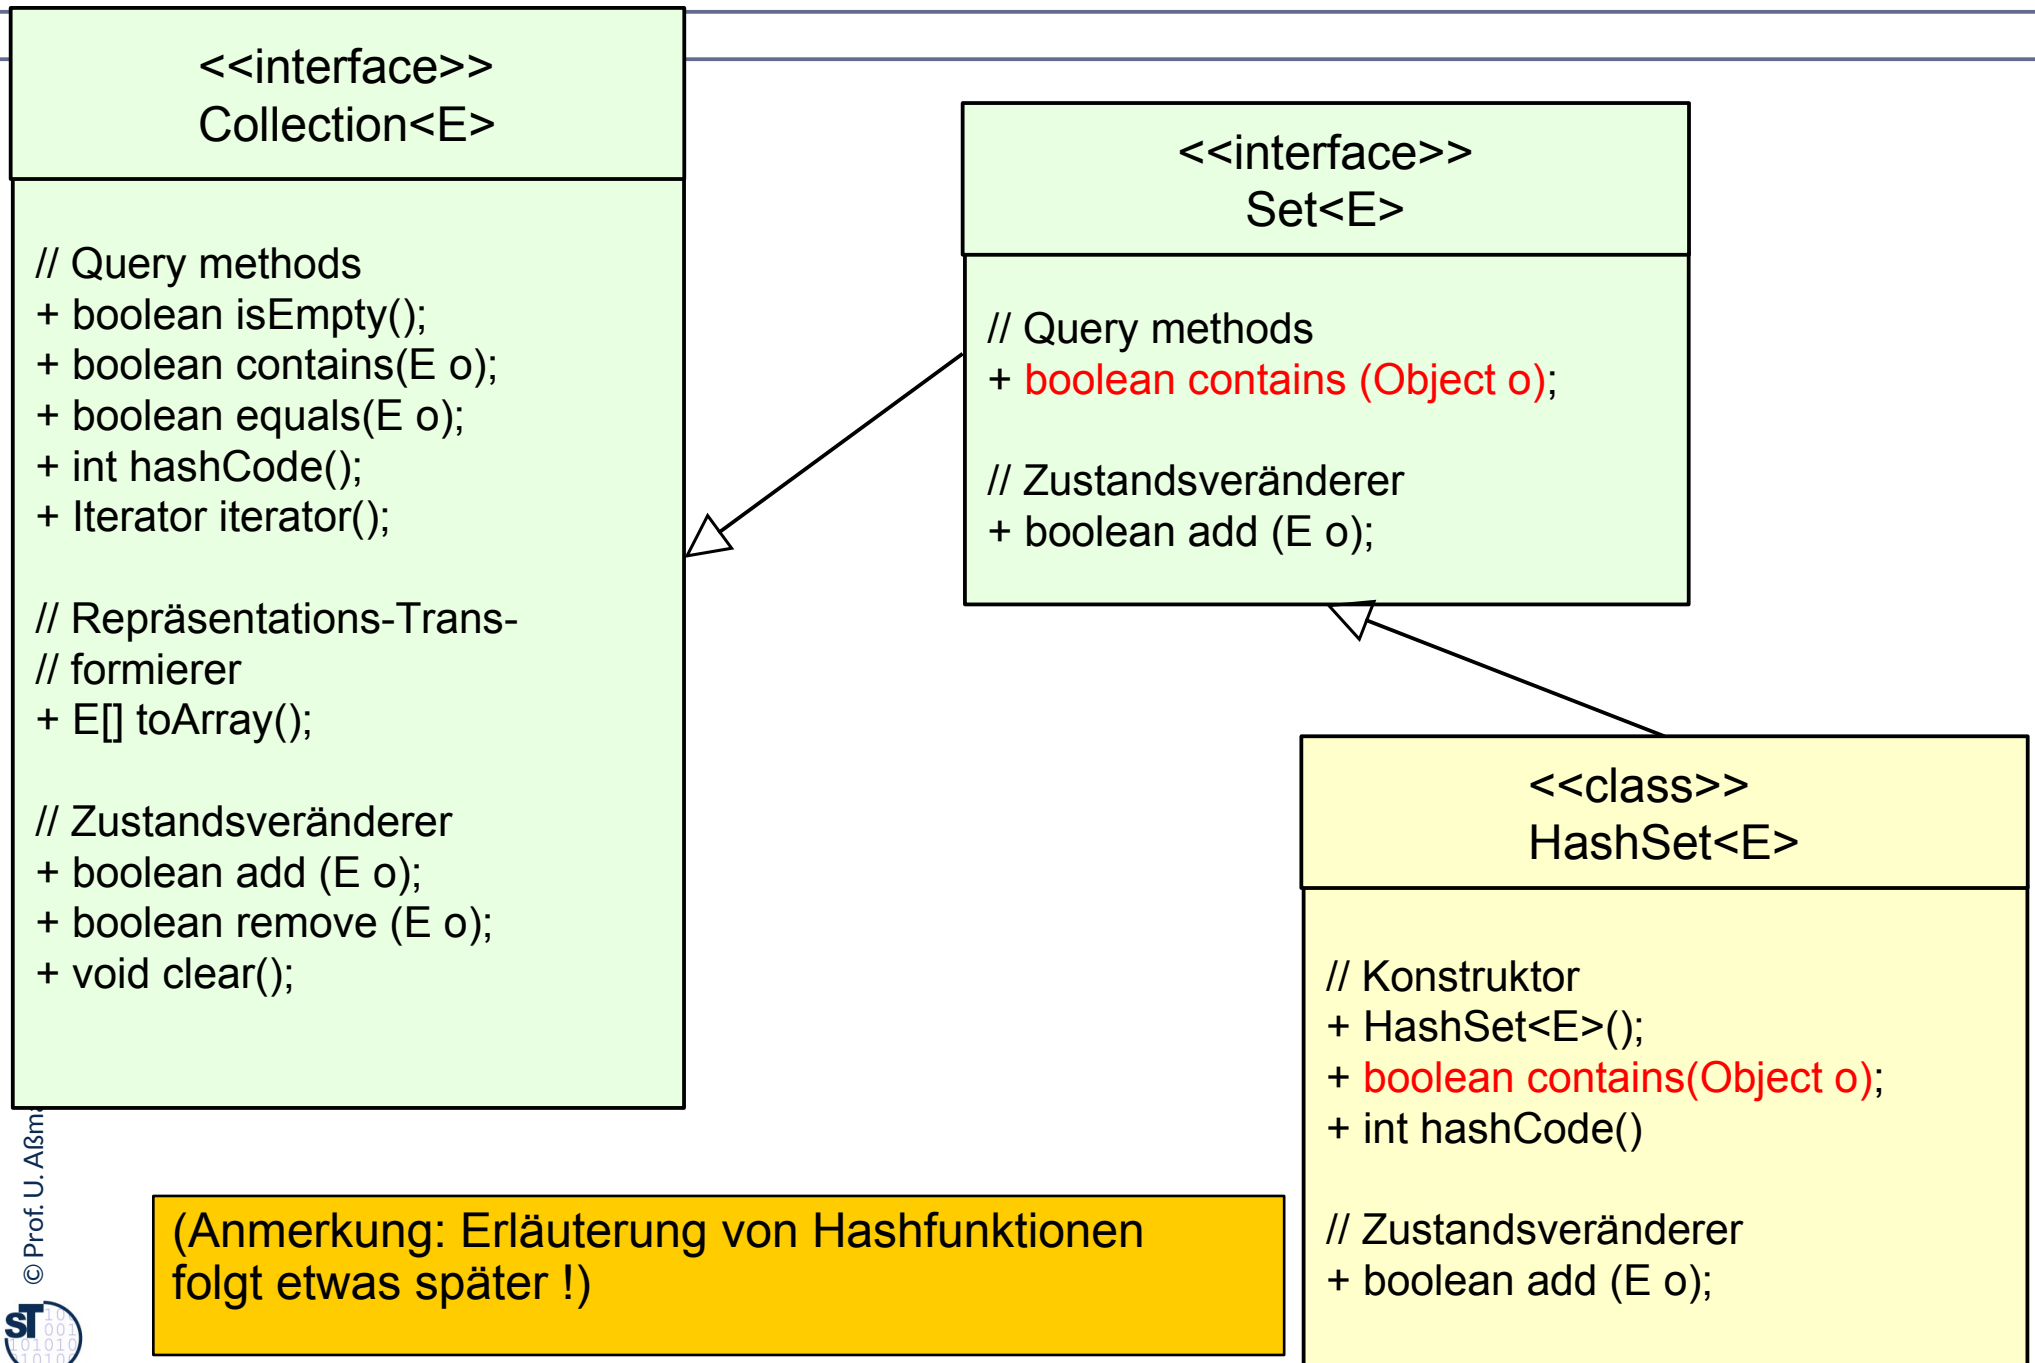 <<interface>>
Collection<E>
// Query methods
+ boolean isEmpty();
+ boolean contains(E o);
+ boolean equals(E o);
+ int hashCode();
+ Iterator iterator();
// Repräsentations-Trans-
// formierer
+ E[] toArray();
// Zustandsveränderer
+ boolean add (E o);
+ boolean remove (E o);
+ void clear();
<<interface>>
Set<E>
// Query methods
+ boolean contains (Object o);
// Zustandsveränderer
+ boolean add (E o);
<<class>>
HashSet<E>
// Konstruktor
+ HashSet<E>();
+ boolean contains(Object o);
+ int hashCode()
// Zustandsveränderer
+ boolean add (E o);
(Anmerkung: Erläuterung von Hashfunktionen
folgt etwas später !)
© Prof. U. Aßm
ST